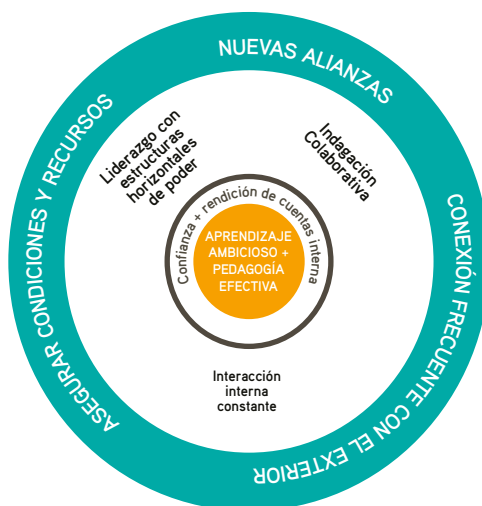 NUEVAS ALIANZAS
ASEGURAR CONDICIONES Y RECURSOS
CONEXIÓN FRECUENTE CON EL EXTERIOR
Liderazgo con
estructuras
horizontales
de poder
Indagación
Colaborativa
Confianza + rendición de cuentas interna
APRENDIZAJE
AMBICIOSO +
PEDAGOGÍA
EFECTIVA
Interacción
interna
constante